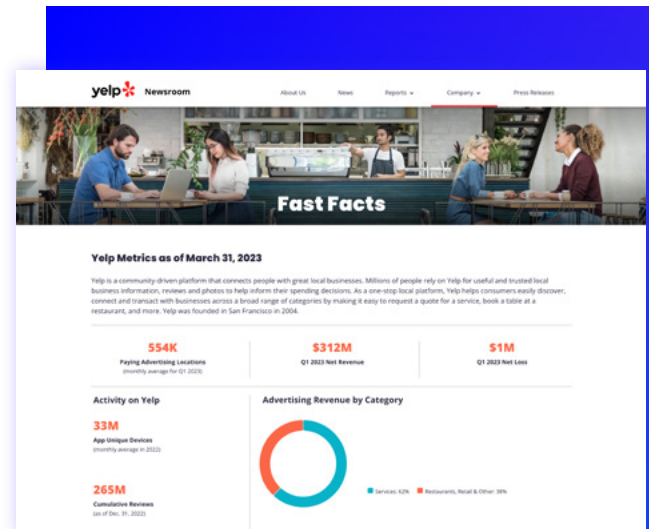 yelp Newsroom About Us News Reports Company Press Releases
Fast Facts
Yelp Metrics as of March 31, 2023
Yelp is a community-driven platform that connects people with great local businesses. Millions of people rely on Yelp for useful and trusted local
business information, reviews and photos to help inform their spending decisions. As a one-stop local platform, Yelp helps consumers easily discover,
connect and transact with businesses across a broad range of categories by making it easy to request a quote for a service, book a table at a
restaurant, and more. Yelp was founded in San Francisco in 2004.
554K
Paying Advertising Locations
(monthly average for Q1 2023)
$312M
Q1 2023 Net Revenue
$1M
Q1 2023 Net Loss
Activity on Yelp
33M
App Unique Devices
(monthly average in 2022)
265M
Cumulative Reviews
(as of Dec. 31, 2022)
Advertising Revenue by Category
Services: 62% Restaurants, Retail & Other: 38%